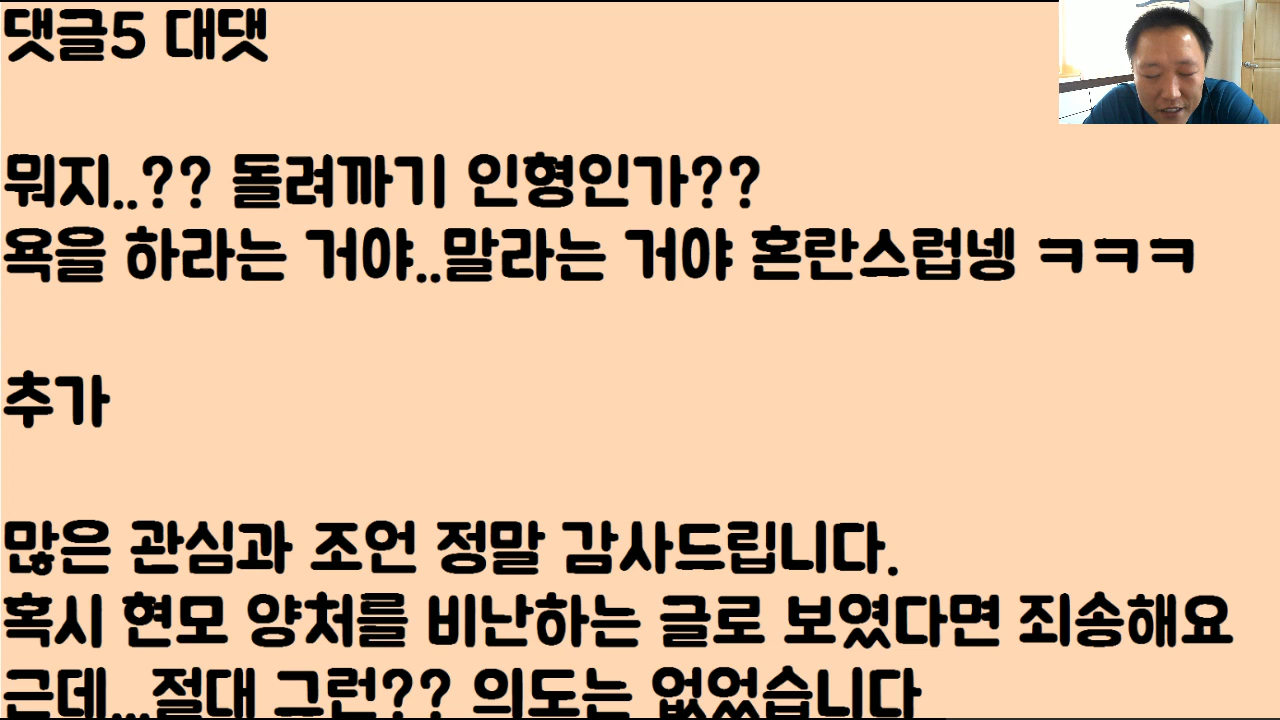 댓글5 대댓
뭐지..?? 돌려까기 인형인가??
욕을 하라는 거야..말라는 거야 혼란스럽넹 ㅋㅋㅋ
추가
많은 관심과 조언 정말 감사드립니다.
혹시 현모 양처를 비난하는 글로 보였다면 죄송해요
근데...절대 그런?? 의도는 없었습니다